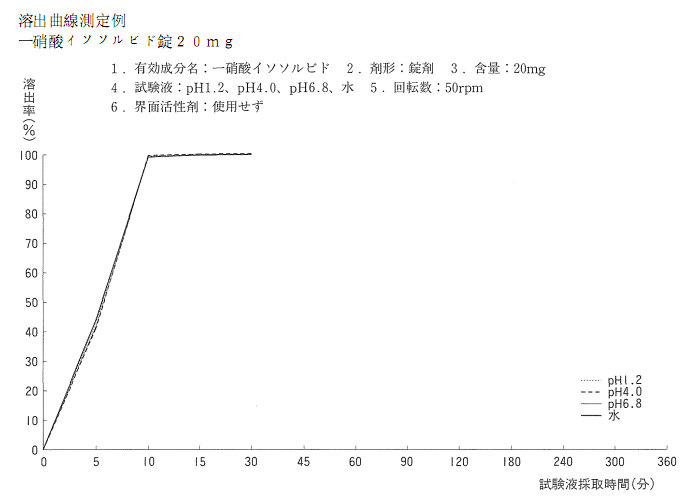 溶出曲線測定例
一硝酸イソソルビド錠20mg
1．有効成分名：一硝酸イソソルビド 2．剤形：錠剤 3．含量：20mg
4．試験液：pH1.2、pH4.0、pH6.8、水 5．回転数：50rpm
6．界面活性剤：使用せず
溶出率(%)
100
90
80
70
60
50
40
30
20
10
0
pH1.2
pH4.0
pH6.8
水
0 5 10 15 30 45 60 90 120 180 240 300 360
試験液採取時間(分)